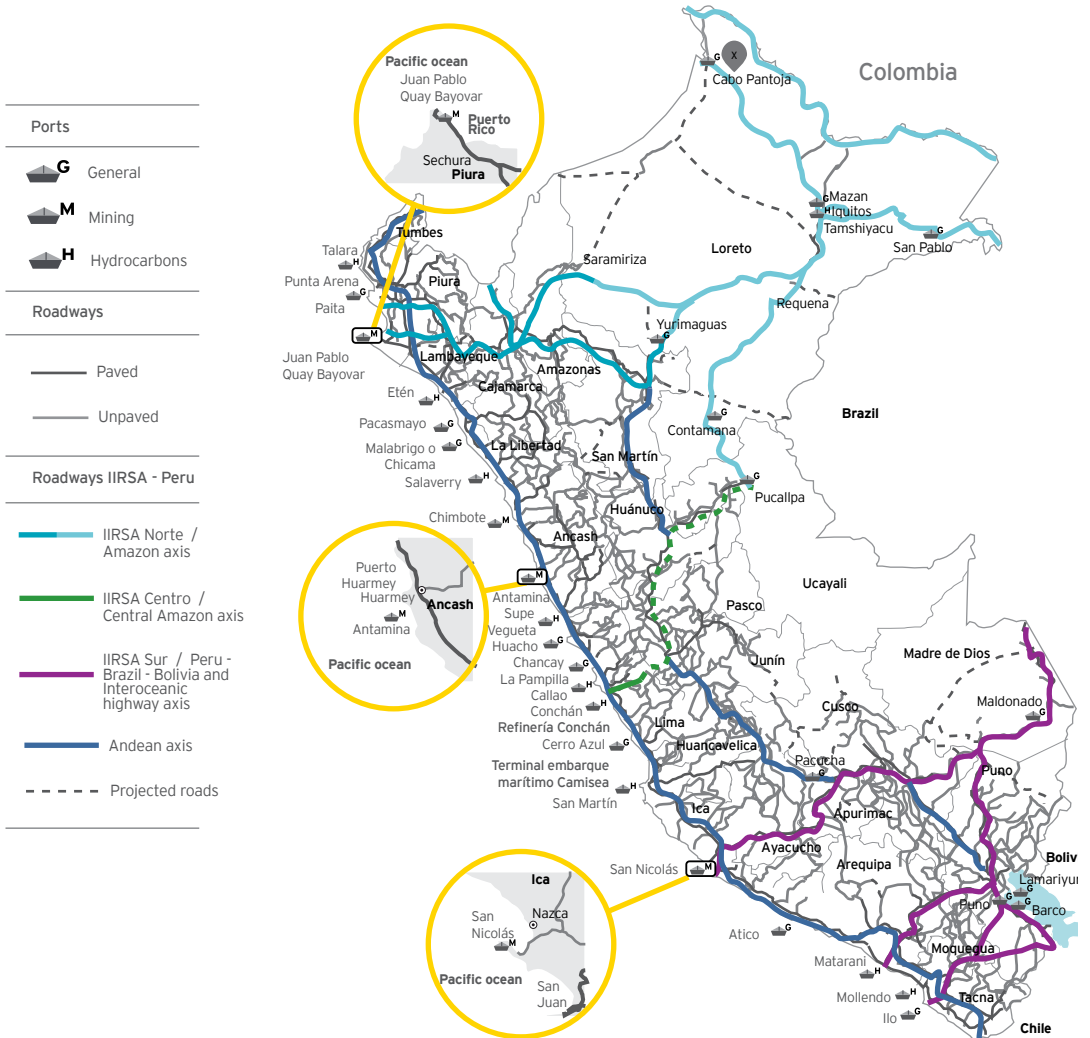 Ports
G
General
M
Mining
H
Hydrocarbons
Roadways
Paved
Unpaved
Roadways IIRSA - Peru
IIRSA Norte /
Amazon axis
IIRSA Centro /
Central Amazon axis
IIRSA Sur / Peru -
Brazil - Bolivia and
Interoceanic
highway axis
Andean axis
Projected roads
Pacific ocean
Juan Pablo
Quay Bayovar
M
Puerto
Rico
Sechura
Piura
Colombia
X
G
Cabo Pantoja
G
Mazan
H
Iquitos
Tamshiyacu
G
San Pablo
Loreto
Saramiriza
Requena
Yurimaguas
G
Tumbes
Talara
H
Punta Arena
G
Paita
Piura
M
Juan Pablo
Quay Bayovar
Lambayeque
Amazonas
Cajamarca
Etén
H
Pacasmayo
G
Malabrigo o
Chicama
G
Salaverry
H
La Libertad
San Martín
Contamana
G
Brazil
Pucallpa
G
Chimbote
M
Huánuco
Ancash
Puerto
Huarmey
Huarmey
Ancash
M
Antamina
Pacific ocean
M
Antamina
Supe
H
Vegueta
Huacho
G
Chancay
G
La Pampilla
H
Callao
Conchán
H
Refinería Conchán
Cerro Azul
G
Terminal embarque
marítimo Camisea
H
San Martín
Ucayali
Pasco
Junín
Madre de Dios
Maldonado
G
Cusco
Lima
Huancavelica
Pacucha
G
Puno
Ica
Apurimac
Ayacucho
Arequipa
San Nicolás
M
Ica
Nazca
San
Nicolás
M
Pacific ocean
San
Juan
Boliv
Lamariyur
G
Puno
G
G
Barco
Atico
G
Moquegua
Matarani
H
Mollendo
H
Ilo
G
Tacna
Chile